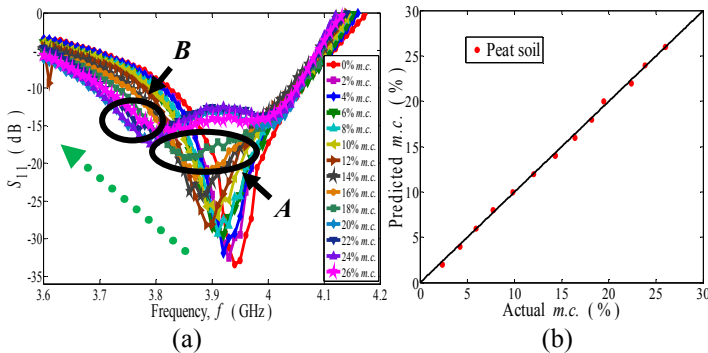 0
-5
-10
-15
-20
-25
-30
-35
S11 (dB)
B
A
0% m.c.
2% m.c.
4% m.c.
6% m.c.
8% m.c.
10% m.c.
12% m.c.
14% m.c.
16% m.c.
18% m.c.
20% m.c.
22% m.c.
24% m.c.
26% m.c.
3.6 3.7 3.8 3.9 4 4.1 4.2
Frequency, f (GHz)
(a)
30
25
20
15
10
5
0
Predicted m.c. (%)
Peat soil
0 5 10 15 20 25 30
Actual m.c. (%)
(b)